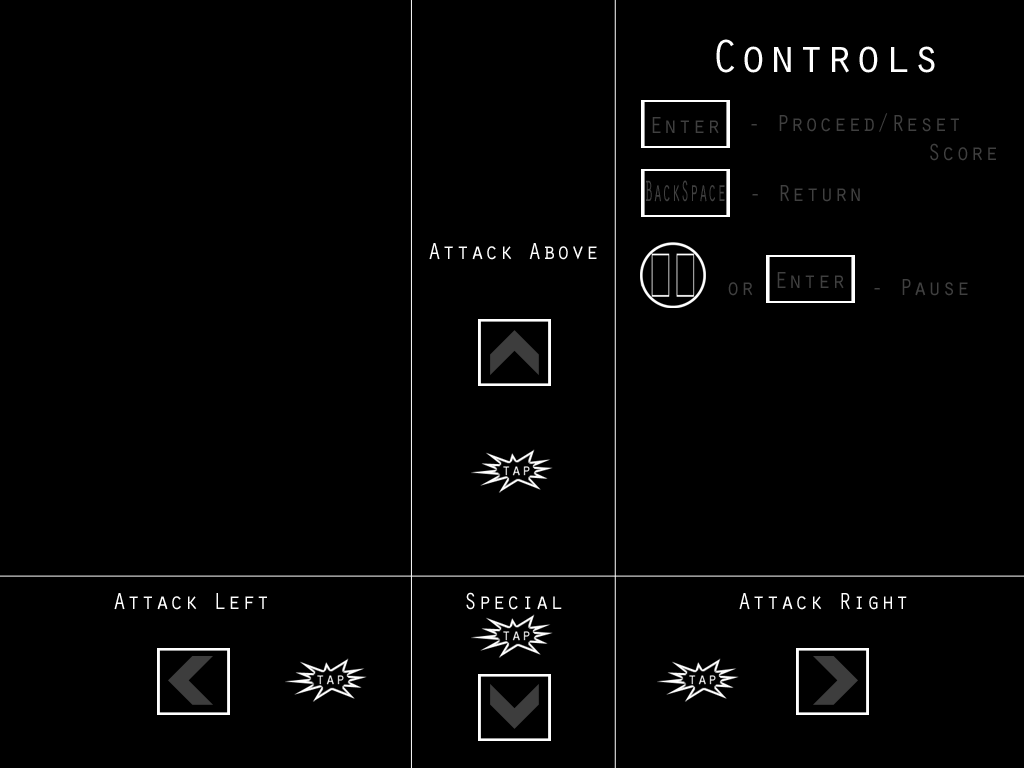 Controls
Enter - Proceed/Reset
Score
BackSpace - Return
or Enter - Pause
Attack Above
TAP
Attack Left
TAP
Special
TAP
Attack Right
TAP